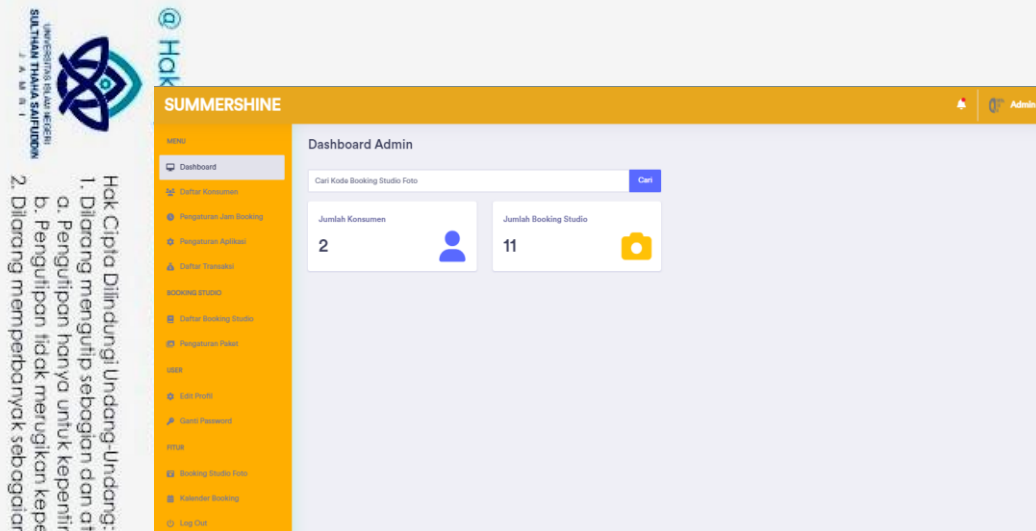 @ Hak
UNIVERSITAS ISLAM NEGERI
SULTHAN THAHA SAIFUDDIN
J A M B I
Hak Cipta Dilindungi Undang-Undang:
1. Dilarang mengutip sebagian dan at
a. Pengutipan hanya untuk kepentin
b. Pengutipan tidak merugikan kepe
2. Dilarang memperbanyak sebagaian
SUMMERSHINE
Admin
MENU
Dashboard
Daftar Konsumen
Pengaturan Jam Booking
Pengaturan Aplikasi
Daftar Transaksi
BOOKING STUDIO
Daftar Booking Studio
Pengaturan Paket
USER
Edit Profil
Ganti Password
FITUR
Booking Studio Foto
Kalender Booking
Log Out
Dashboard Admin
Cari Kode Booking Studio Foto
Cari
Jumlah Konsumen
2
Jumlah Booking Studio
11